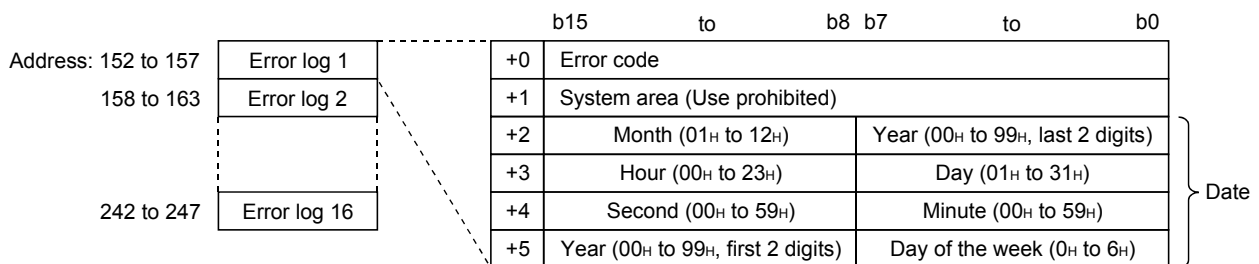 b15 to b8 b7 to b0
Address: 152 to 157 Error log 1 +0 Error code
158 to 163 Error log 2 +1 System area (Use prohibited)
+2 Month (01H to 12H) Year (00H to 99H, last 2 digits)
+3 Hour (00H to 23H) Day (01H to 31H)
Date
242 to 247 Error log 16 +4 Second (00H to 59H) Minute (00H to 59H)
+5 Year (00H to 99H, first 2 digits) Day of the week (0H to 6H)